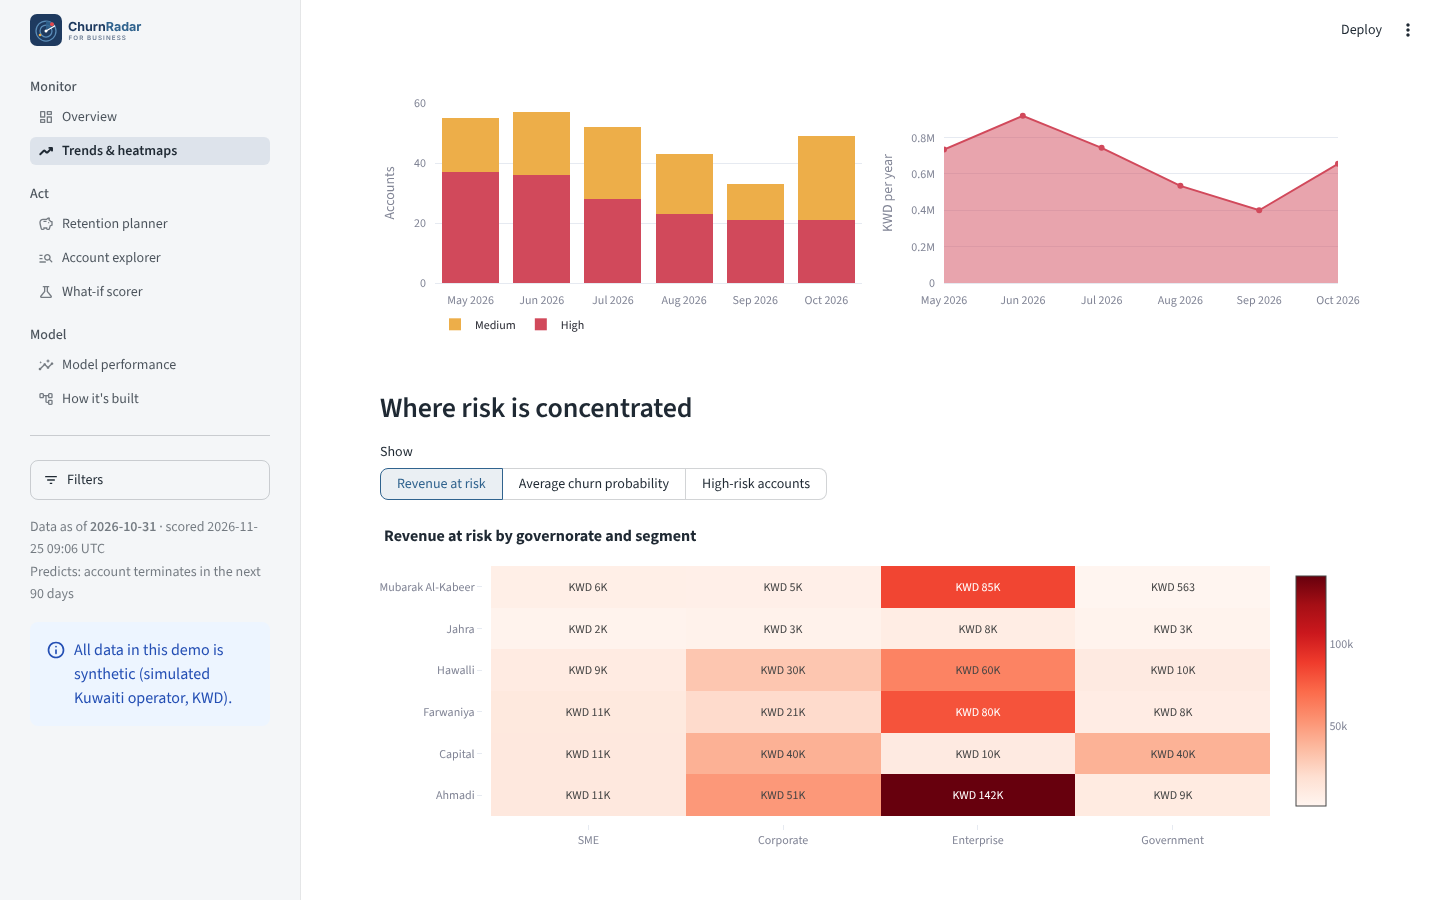 ChurnRadar
FOR BUSINESS
Deploy
Monitor
Overview
Trends & heatmaps
Act
Retention planner
Account explorer
What-if scorer
Model
Model performance
How it's built
Filters
Data as of 2026-10-31 · scored 2026-11-
25 09:06 UTC
Predicts: account terminates in the next
90 days
All data in this demo is
synthetic (simulated
Kuwaiti operator, KWD).
Accounts
60
40
20
0
May 2026 Jun 2026 Jul 2026 Aug 2026 Sep 2026 Oct 2026
Medium High
KWD per year
0.8M
0.6M
0.4M
0.2M
0
May 2026 Jun 2026 Jul 2026 Aug 2026 Sep 2026 Oct 2026
Where risk is concentrated
Show
Revenue at risk Average churn probability High-risk accounts
Revenue at risk by governorate and segment
Mubarak Al-Kabeer KWD 6K KWD 5K KWD 85K KWD 563
Jahra KWD 2K KWD 3K KWD 8K KWD 3K
Hawalli KWD 9K KWD 30K KWD 60K KWD 10K
Farwaniya KWD 11K KWD 21K KWD 80K KWD 8K
Capital KWD 11K KWD 40K KWD 10K KWD 40K
Ahmadi KWD 11K KWD 51K KWD 142K KWD 9K
SME Corporate Enterprise Government
100k
50k